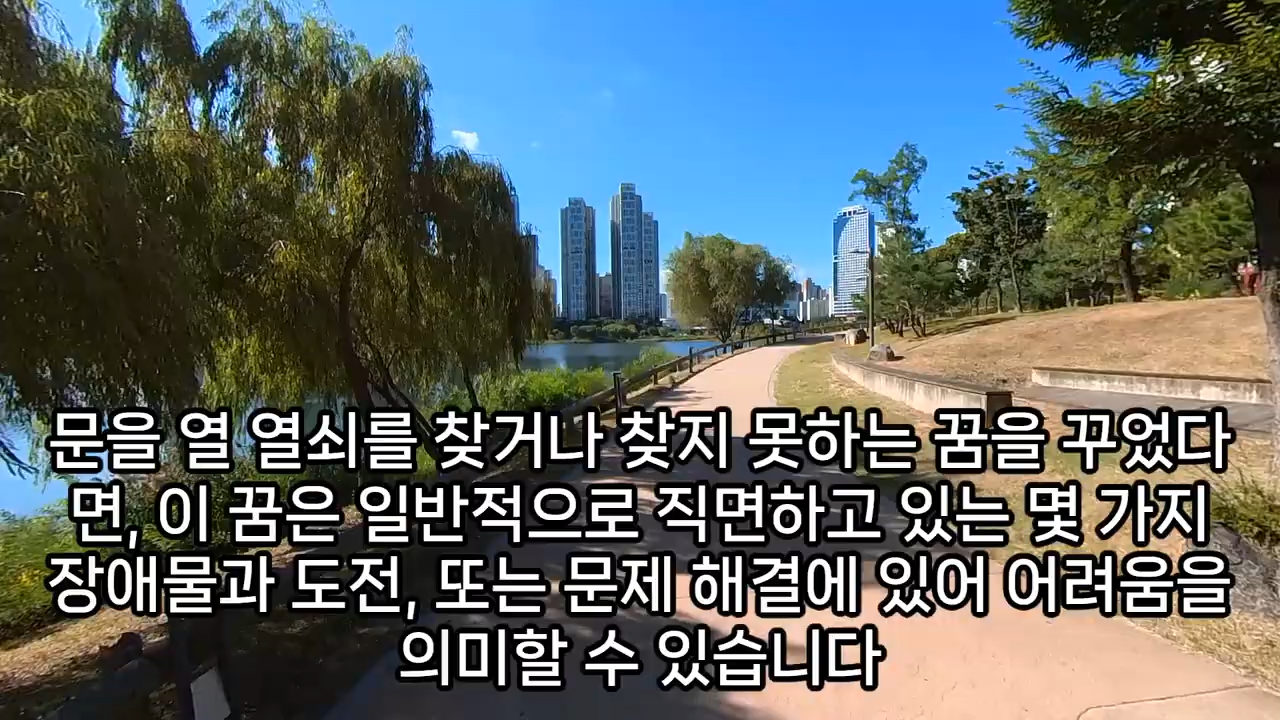 문을 열 열쇠를 찾거나 찾지 못하는 꿈을 꾸었다
면, 이 꿈은 일반적으로 직면하고 있는 몇 가지
장애물과 도전, 또는 문제 해결에 있어 어려움을
의미할 수 있습니다